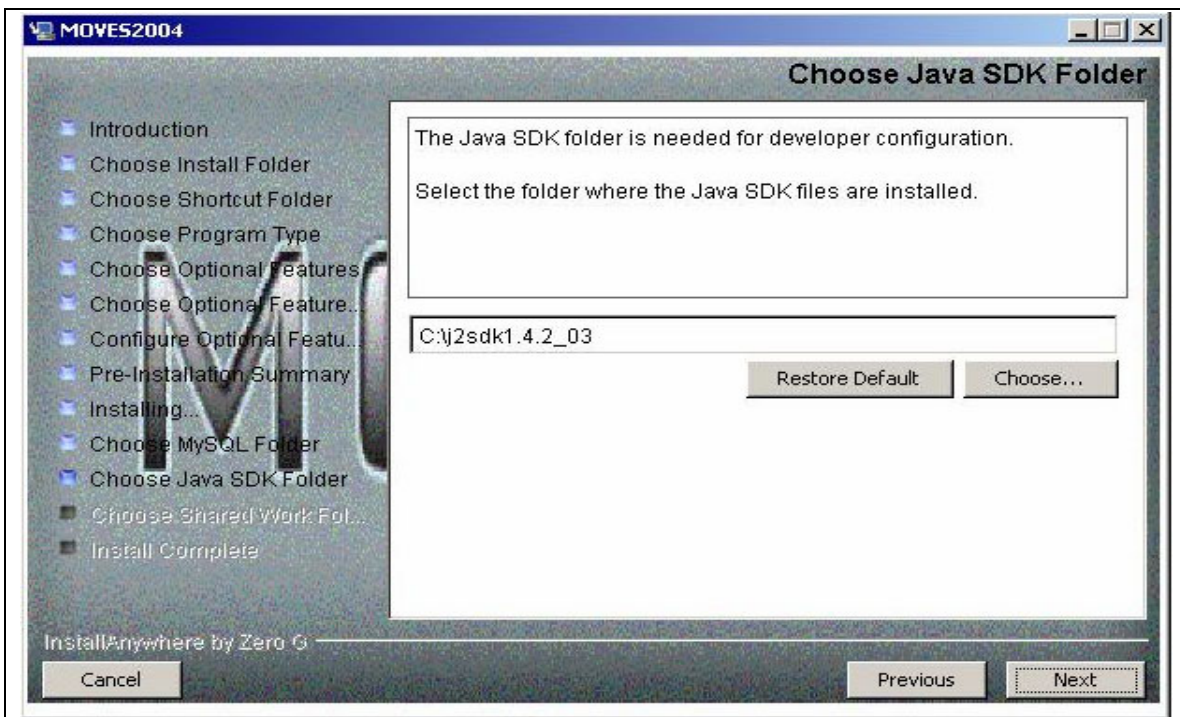 MOVES2004
Choose Java SDK Folder
Introduction
Choose Install Folder
Choose Shortcut Folder
Choose Program Type
Choose Optional Features
Choose Optional Feature...
Configure Optional Featu...
Pre-Installation Summary
Installing...
Choose MySQL Folder
Choose Java SDK Folder
Choose Shared Work Fol...
Install Complete
The Java SDK folder is needed for developer configuration.
Select the folder where the Java SDK files are installed.
C:\j2sdk1.4.2_03
Restore Default
Choose...
InstallAnywhere by Zero G
Cancel
Previous
Next